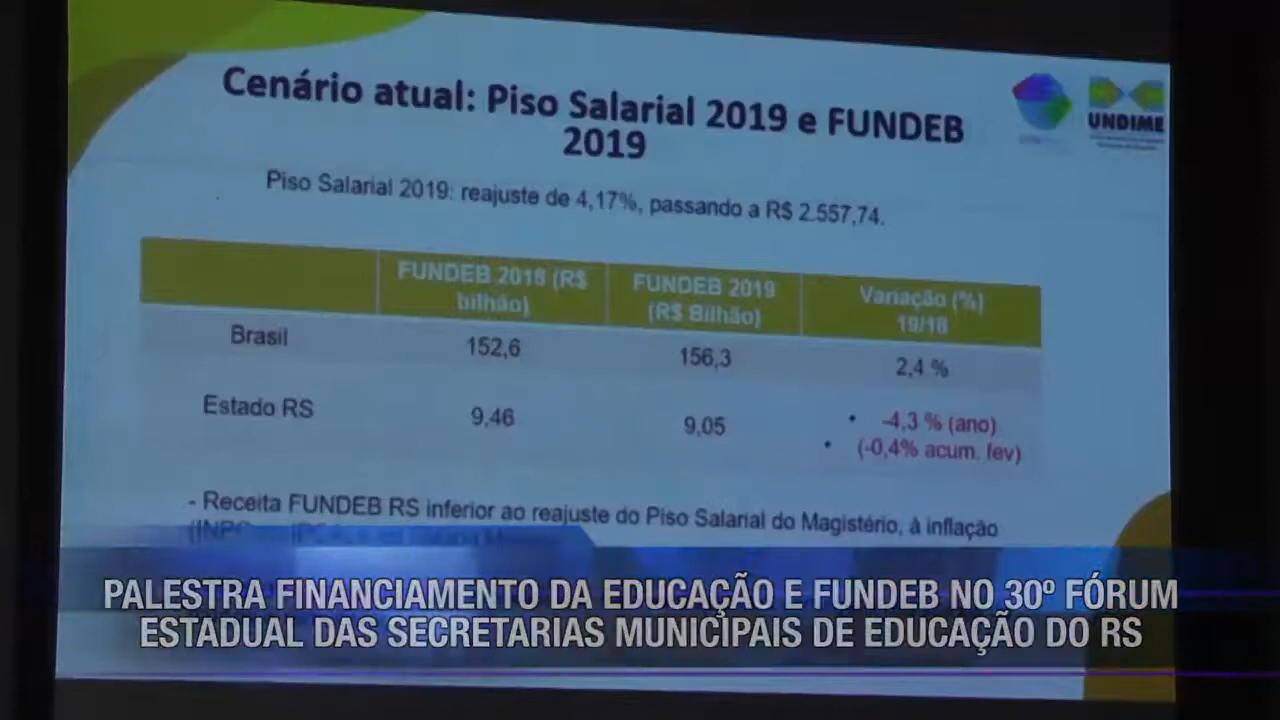 Cenário atual: Piso Salarial 2019 e FUNDEB
2019
UNDIME
Piso Salarial 2019: reajuste de 4,17%, passando a R$ 2.557,74.
FUNDEB 2018 (R$
bilhão)
FUNDEB 2019
(R$ Bilhão)
Variação (%)
19/18
Brasil
152,6
156,3
2,4 %
Estado RS
9,46
9,05
• -4,3 % (ano)
• (-0,4% acum. fev)
- Receita FUNDEB RS inferior ao reajuste do Piso Salarial do Magistério, à inflação
(INPC
PALESTRA FINANCIAMENTO DA EDUCAÇÃO E FUNDEB NO 30º FÓRUM
ESTADUAL DAS SECRETARIAS MUNICIPAIS DE EDUCAÇÃO DO RS